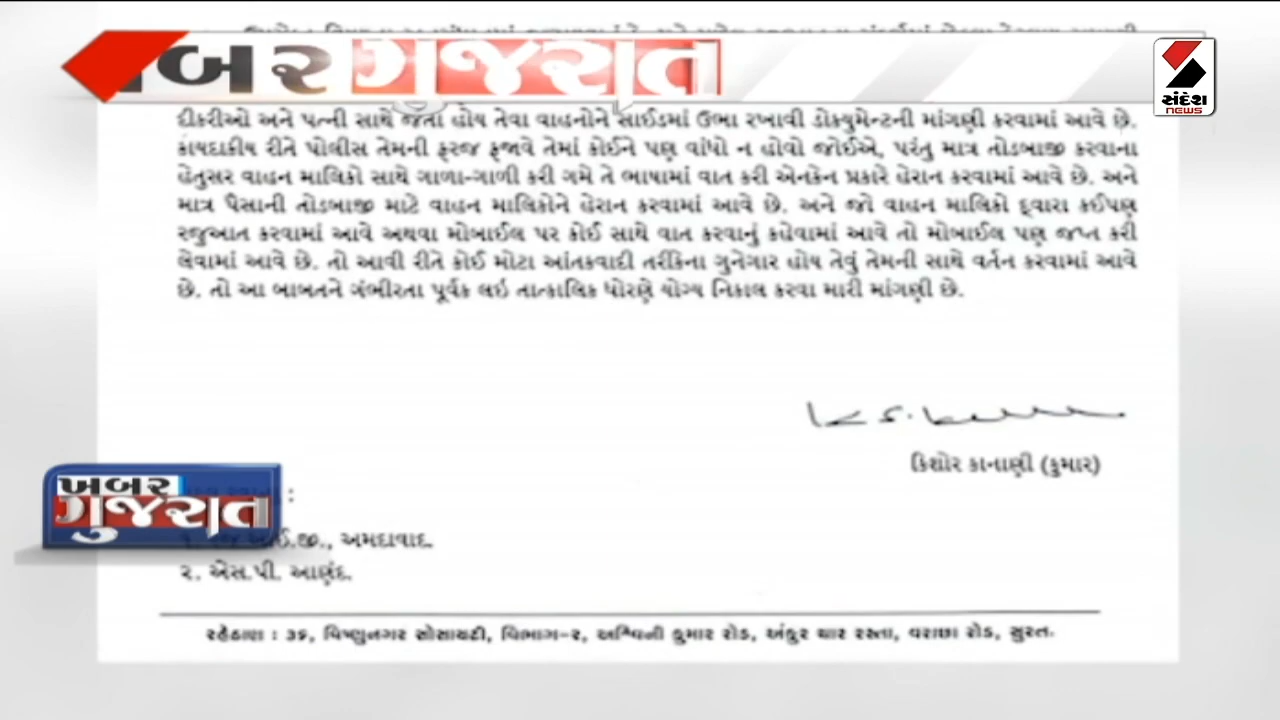 ખબર ગુજરાત
સંદેશ
NEWS
દીકરીઓ અને પત્ની સાથે જતા હોય તેવા વાહનોને સાઈડમાં ઉભા રખાવી ડોક્યુમેન્ટની માંગણી કરવામાં આવે છે.
કાયદાકીય રીતે પોલીસ તેમની ફરજ બજાવે તેમાં કોઈને પણ વાંધો ન હોવો જોઈએ, પરંતુ માત્ર તોડબાજી કરવાના
હેતુસર વાહન માલિકો સાથે ગાળા-ગાળી કરી ગમે તે ભાષામાં વાત કરી એનકેન પ્રકારે હેરાન કરવામાં આવે છે. અને
માત્ર પૈસાની તોડબાજી માટે વાહન માલિકોને હેરાન કરવામાં આવે છે. અને જો વાહન માલિકો દ્વારા કઈપણ
રજુઆત કરવામાં આવે અથવા મોબાઈલ પર કોઈ સાથે વાત કરવાનું કહેવામાં આવે તો મોબાઈલ પણ જપ્ત કરી
લેવામાં આવે છે. તો આવી રીતે કોઈ મોટા આંતકવાદી તરીકેના ગુનેગાર હોય તેવું તેમની સાથે વર્તન કરવામાં આવે
છે. તો આ બાબતને ગંભીરતા પૂર્વક લઇ તાત્કાલિક ધોરણે યોગ્ય નિકાલ કરવા મારી માંગણી છે.
કિશોર કાનાણી (કુમાર)
ખબર
ગુજરાત
આઈ.જી., અમદાવાદ.
૨. એસ.પી. આણંદ.
રહેઠાણ : ૩૬, વિષ્ણુનગર સોસાયટી, વિભાગ-૨, અશ્વિની કુમાર રોડ, અંકુર ચાર રસ્તા, વરાછા રોડ, સુરત.